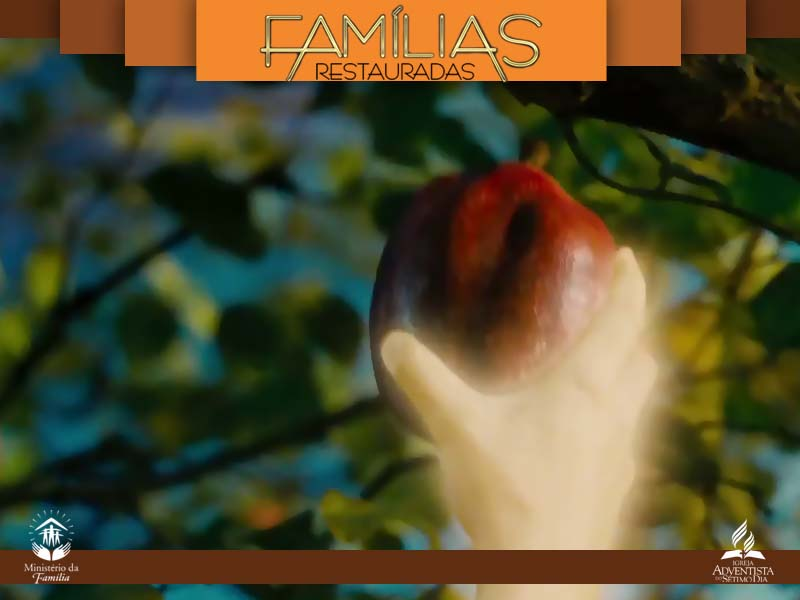 FAMÍLIAS
RESTAURADAS
Ministério da
Família
IGREJA
ADVENTISTA
DO SÉTIMO DIA